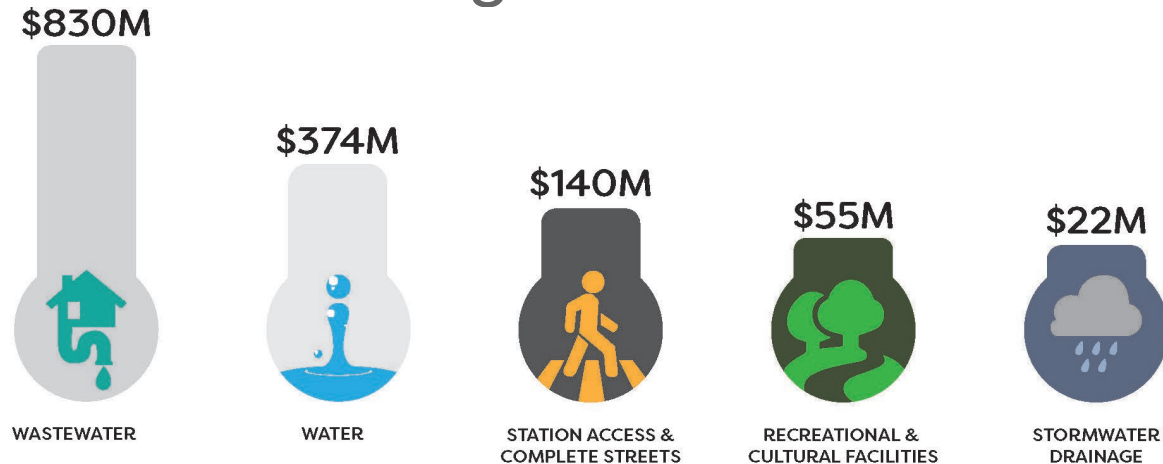 $830M
$374M
$140M
$55M
$22M
WASTEWATER
WATER
STATION ACCESS &
COMPLETE STREETS
RECREATIONAL &
CULTURAL FACILITIES
STORMWATER
DRAINAGE